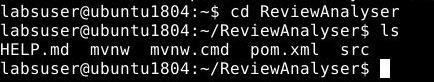 labsuser@ubuntu1804:~$ cd ReviewAnalyser
labsuser@ubuntu1804:~/ReviewAnalyser$ ls
HELP.md  mvnw  mvnw.cmd  pom.xml  src
labsuser@ubuntu1804:~/ReviewAnalyser$